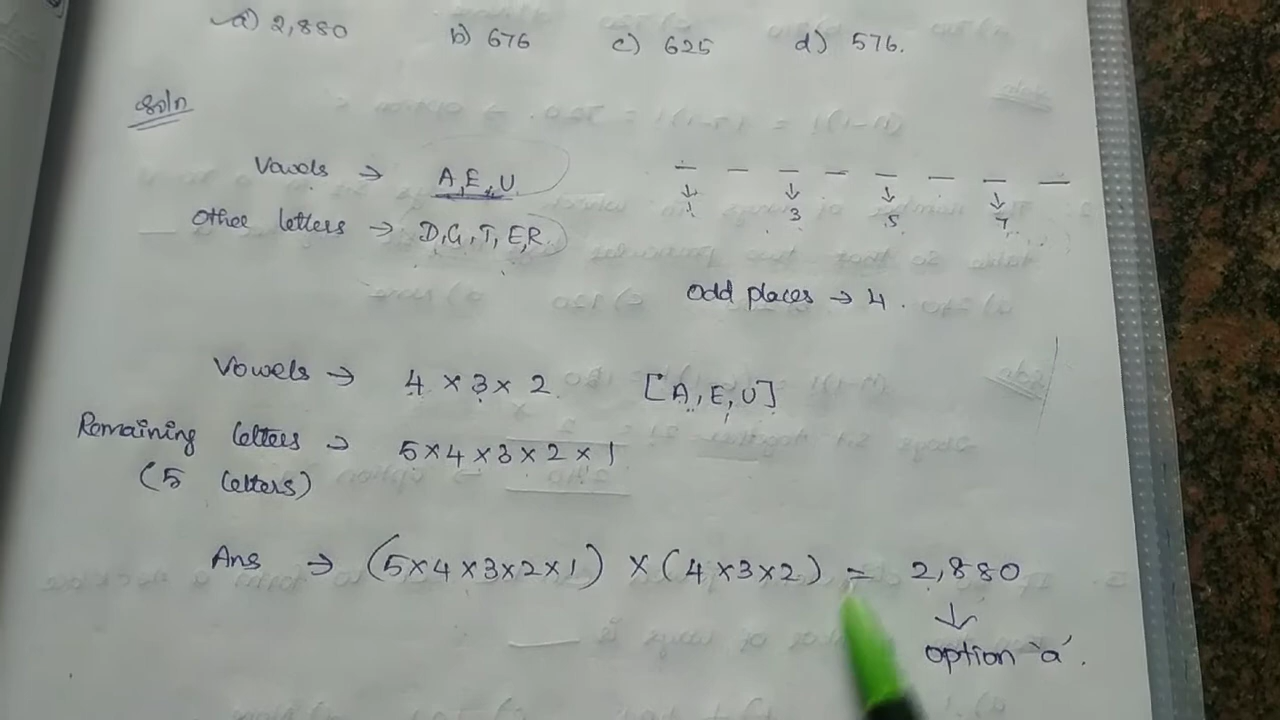 a) 2,880 b) 676 c) 625 d) 576.
Soln
Vowels → A, E, U
Other letters → D, G, T, E, R
1 3 5 7
Odd places → 4.
Vowels → 4 × 3 × 2 [A, E, U]
Remaining letters → 5×4×3×2×1
(5 letters)
Ans → (5×4×3×2×1) × (4×3×2) = 2,880
↓
option 'a'.